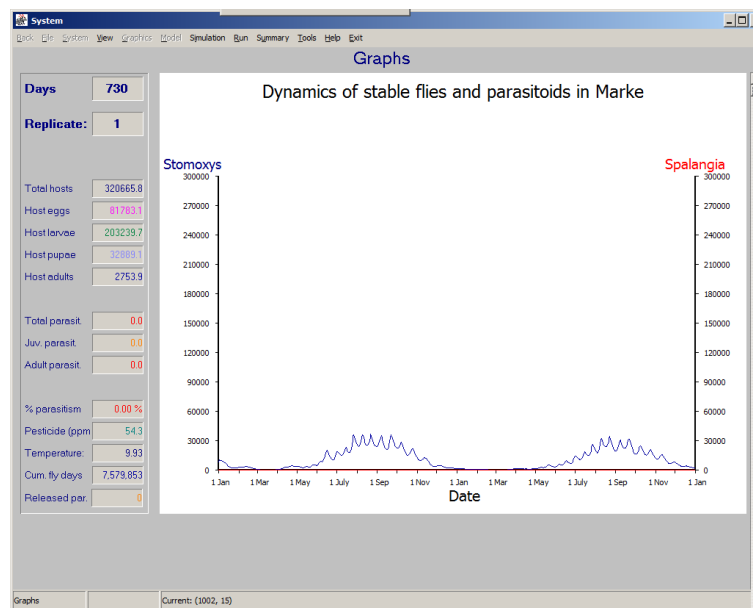 System
Back File System View Graphics Model Simulation Run Summary Tools Help Exit
Graphs
Days 730
Replicate: 1
Total hosts 320665.8
Host eggs 81783.1
Host larvae 203239.7
Host pupae 32889.1
Host adults 2753.9
Total parasit. 0.0
Juv. parasit. 0.0
Adult parasit. 0.0
% parasitism 0.00 %
Pesticide (ppm 54.3
Temperature: 9.93
Cum. fly days 7,579,853
Released par. 0
Dynamics of stable flies and parasitoids in Marke
Stomoxys Spalangia
300000 300000
270000 270000
240000 240000
210000 210000
180000 180000
150000 150000
120000 120000
90000 90000
60000 60000
30000 30000
0 0
1 Jan 1 Mar 1 May 1 July 1 Sep 1 Nov 1 Jan 1 Mar 1 May 1 July 1 Sep 1 Nov 1 Jan
Date
Graphs Current: (1002, 15)